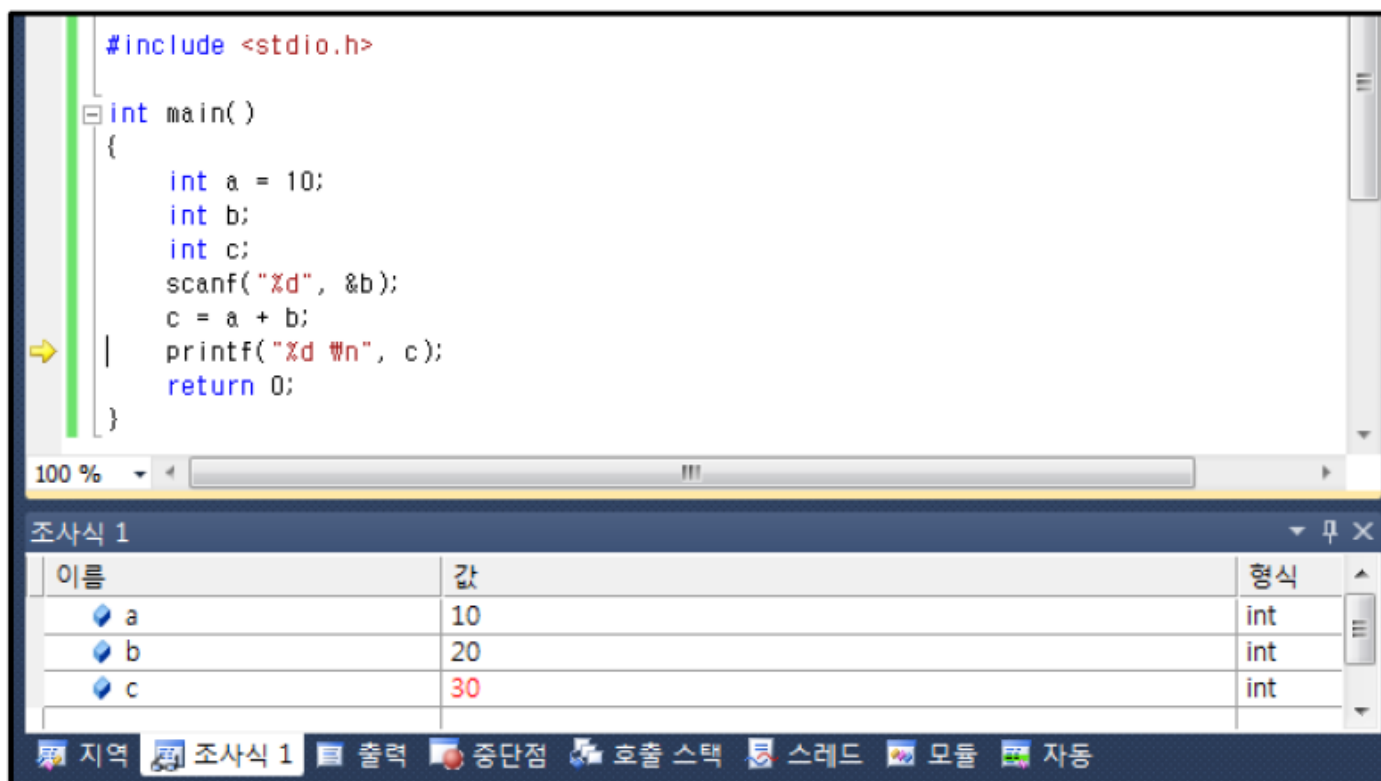 #include <stdio.h>
int main()
{
int a = 10;
int b;
int c;
scanf("%d", &b);
c = a + b;
printf("%d ₩n", c);
return 0;
}
100 %
조사식 1
이름 값 형식
a 10 int
b 20 int
c 30 int
지역 조사식 1 출력 중단점 호출 스택 스레드 모듈 자동